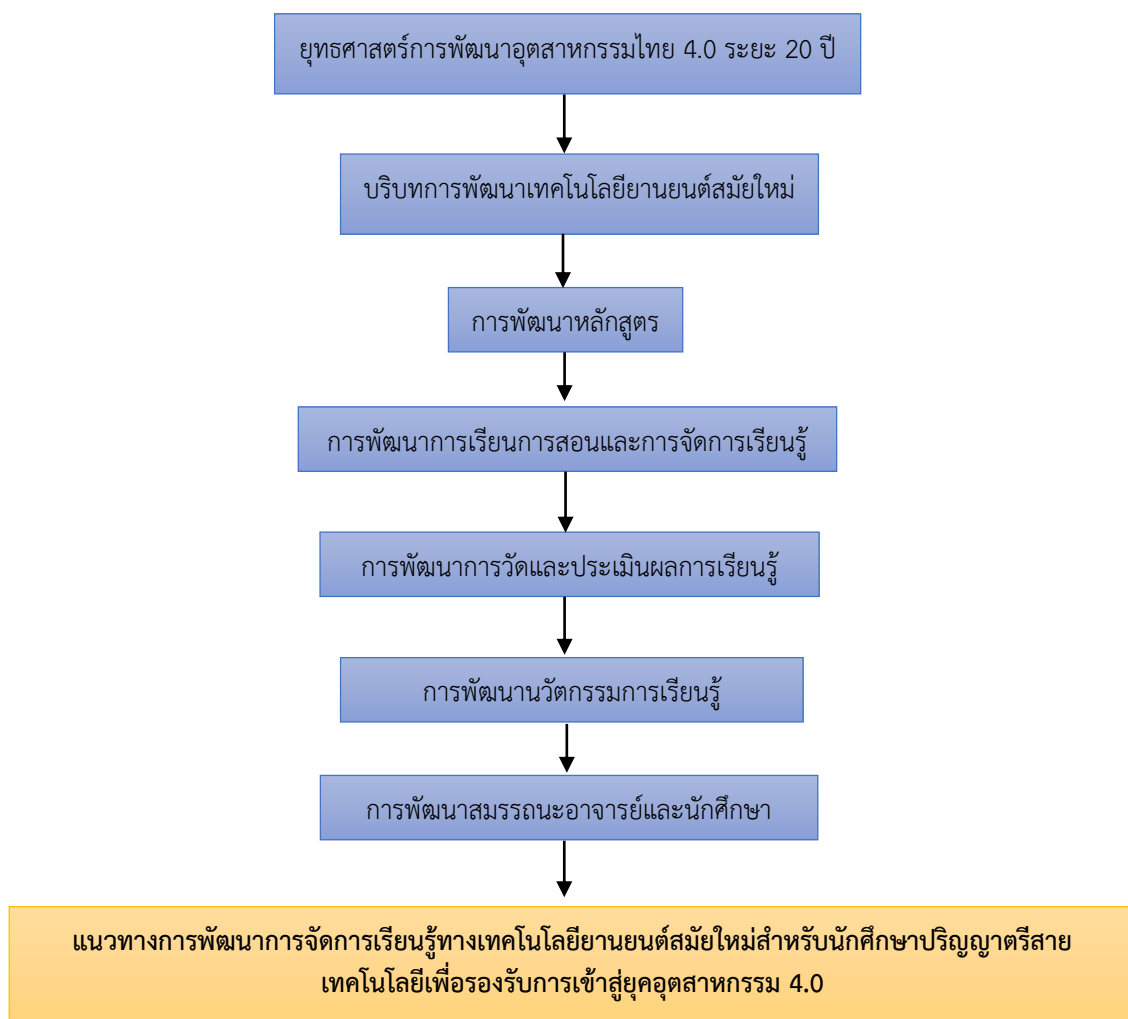 ยุทธศาสตร์การพัฒนาอุตสาหกรรมไทย 4.0 ระยะ 20 ปี
บริบทการพัฒนาเทคโนโลยียานยนต์สมัยใหม่
การพัฒนาหลักสูตร
การพัฒนาการเรียนการสอนและการจัดการเรียนรู้
การพัฒนาการวัดและประเมินผลการเรียนรู้
การพัฒนานวัตกรรมการเรียนรู้
การพัฒนาสมรรถนะอาจารย์และนักศึกษา
แนวทางการพัฒนาการจัดการเรียนรู้ทางเทคโนโลยียานยนต์สมัยใหม่สำหรับนักศึกษาปริญญาตรีสาย
เทคโนโลยีเพื่อรองรับการเข้าสู่ยุคอุตสาหกรรม 4.0